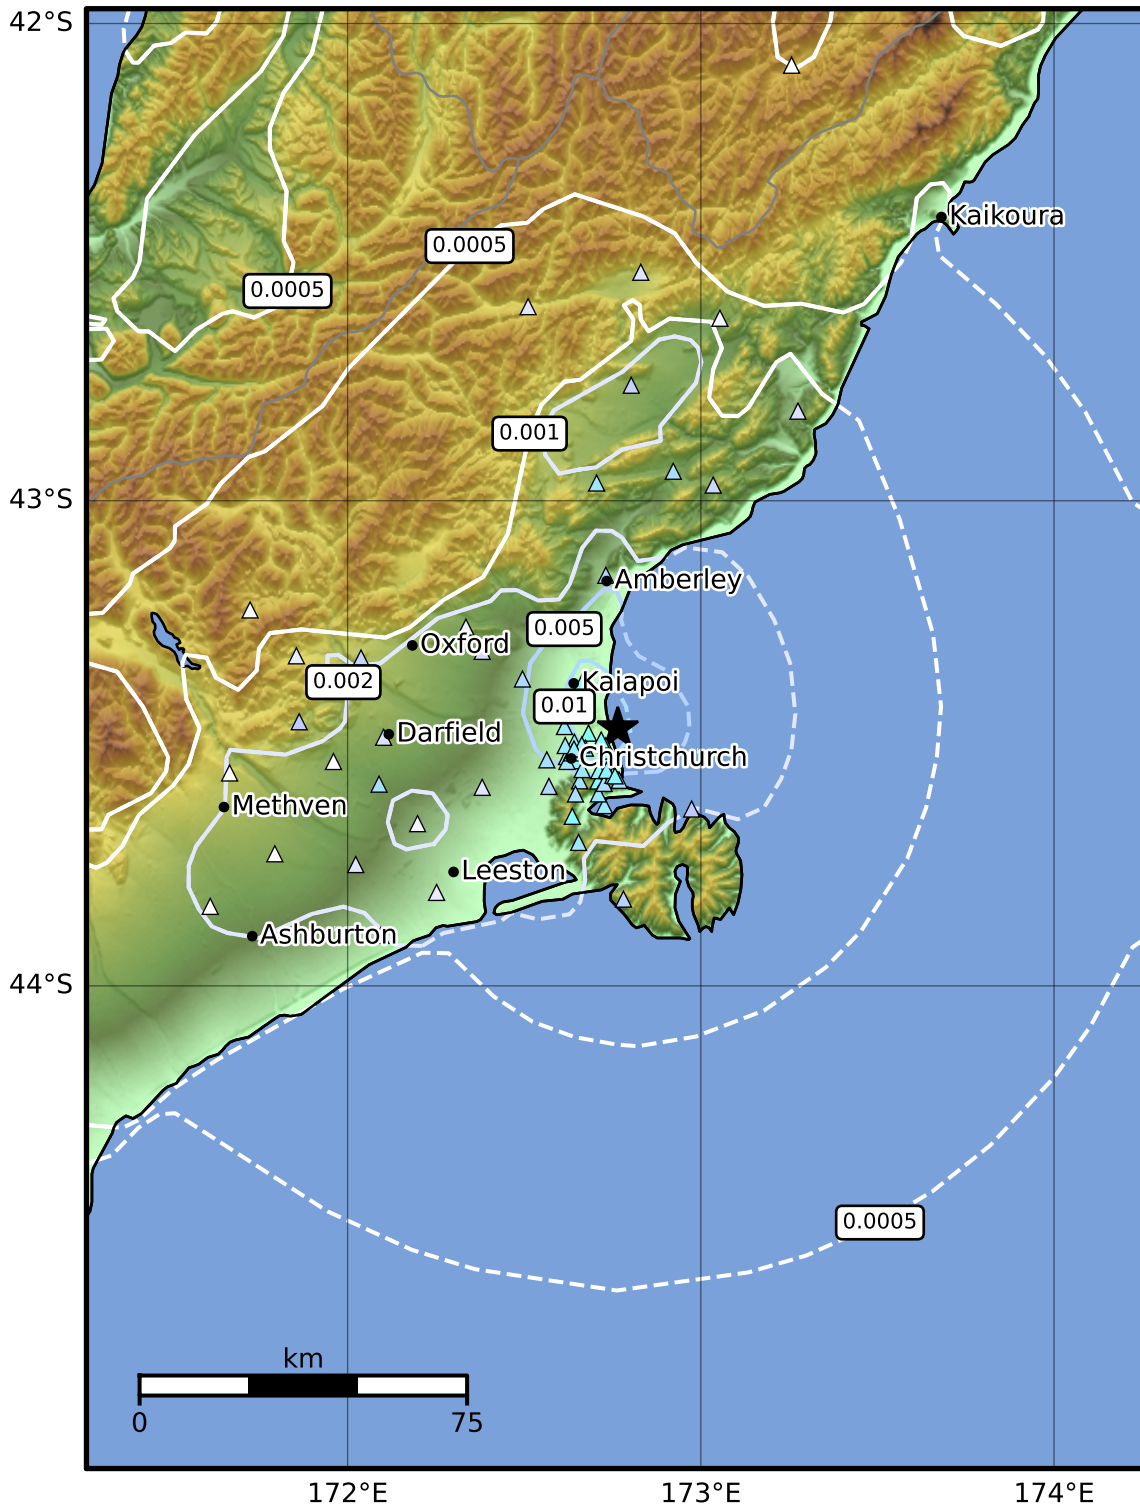 42°S
Kaikoura
0.0005
0.0005
0.001
43°S
Amberley
0.005
Oxford
0.002
Kaiapoi
0.01
Darfield
Christchurch
Methven
Leeston
Ashburton
44°S
0.0005
km
0 75
172°E 173°E 174°E